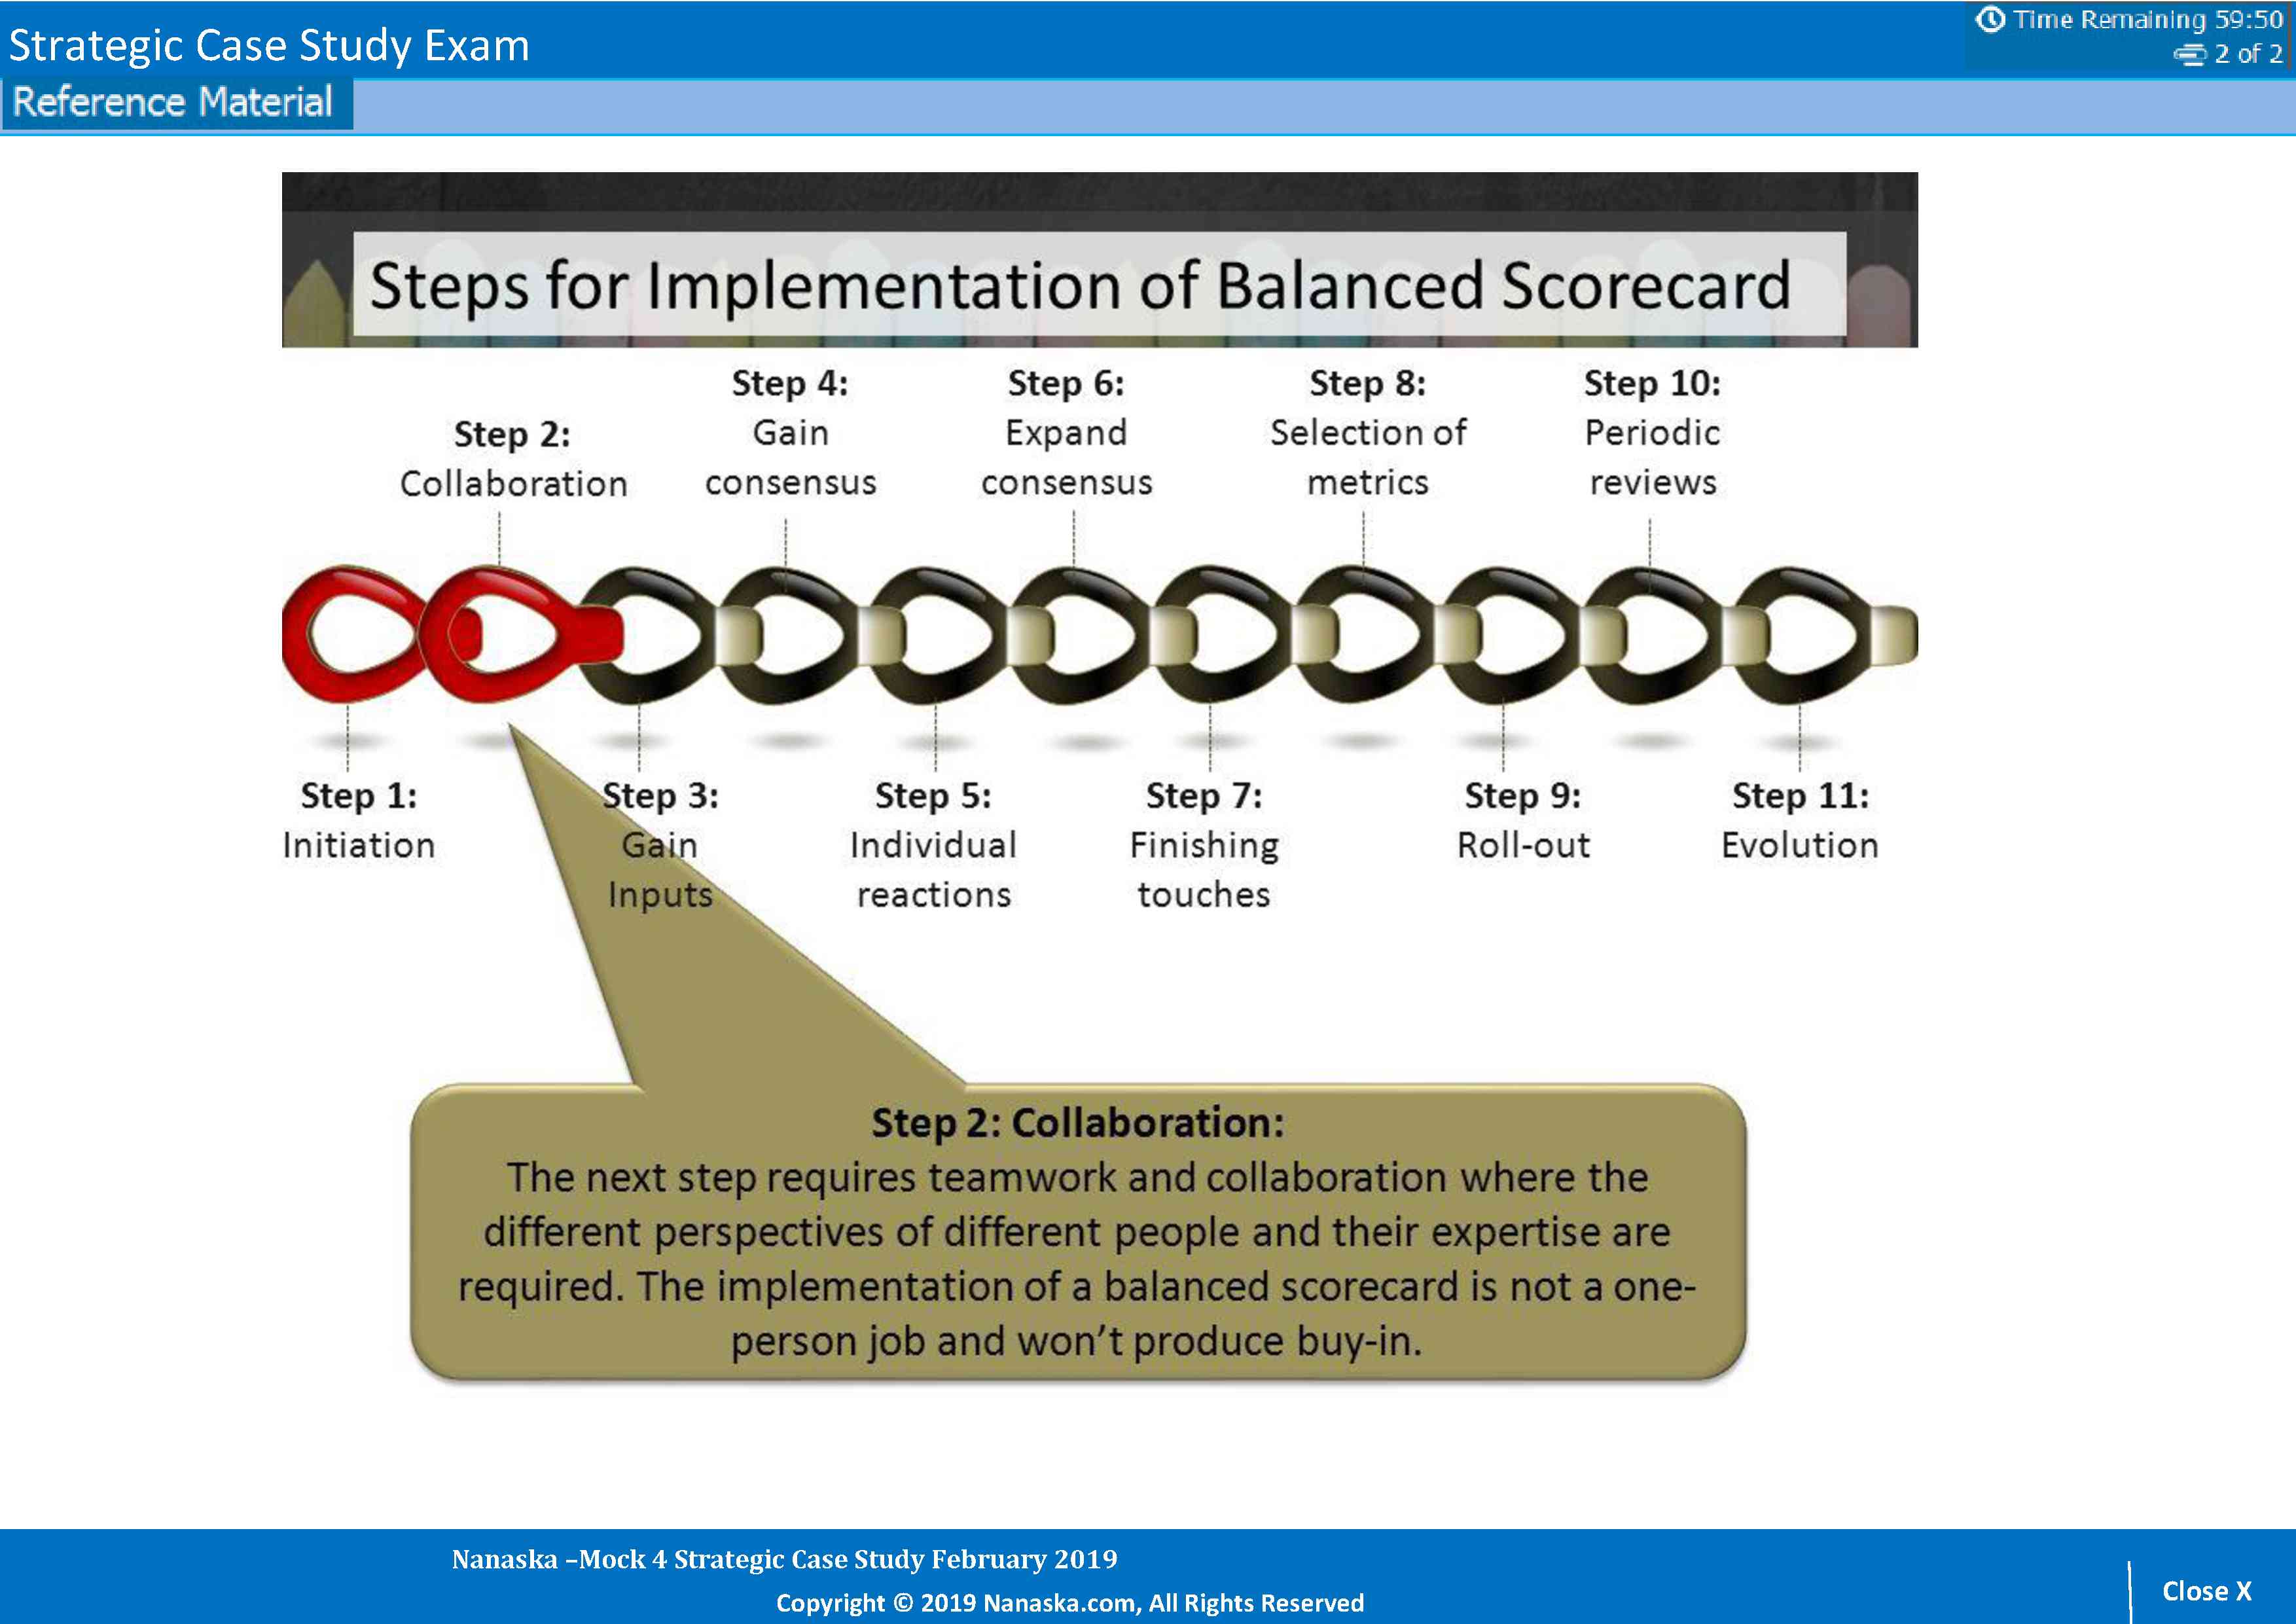 Strategic Case Study Exam
Time Remaining 59:50
2 of 2
Reference Material
Steps for Implementation of Balanced Scorecard
Step 2:
Collaboration
Step 4:
Gain
consensus
Step 6:
Expand
consensus
Step 8:
Selection of
metrics
Step 10:
Periodic
reviews
Step 1:
Initiation
Step 3:
Gain
Inputs
Step 5:
Individual
reactions
Step 7:
Finishing
touches
Step 9:
Roll-out
Step 11:
Evolution
Step 2: Collaboration:
The next step requires teamwork and collaboration where the
different perspectives of different people and their expertise are
required. The implementation of a balanced scorecard is not a one-
person job and won't produce buy-in.
Nanaska –Mock 4 Strategic Case Study February 2019
Copyright © 2019 Nanaska.com, All Rights Reserved
Close X